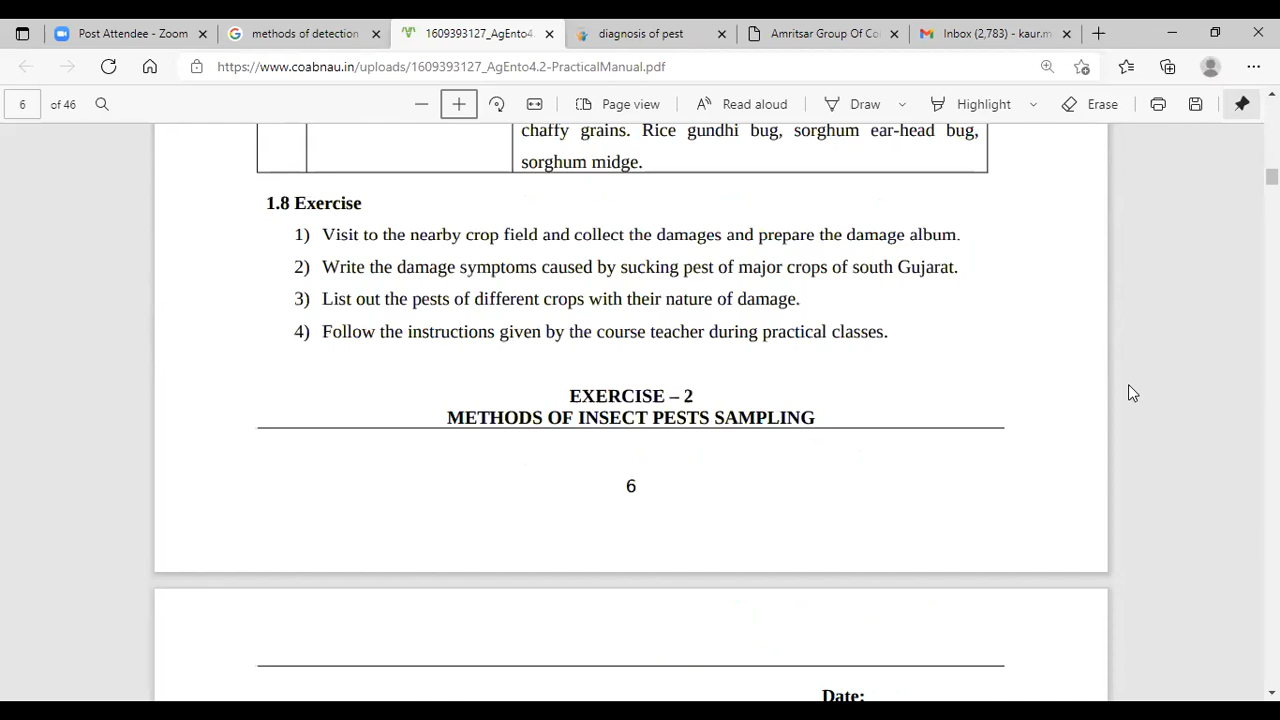 Post Attendee - Zoom
methods of detection
1609393127_AgEnto4.
diagnosis of pest
Amritsar Group Of Co
Inbox (2,783) - kaur.m
https://www.coabnau.in/uploads/1609393127_AgEnto4.2-PracticalManual.pdf
6 of 46
Page view
Read aloud
Draw
Highlight
Erase
chaffy grains. Rice gundhi bug, sorghum ear-head bug,
sorghum midge.
1.8 Exercise
1) Visit to the nearby crop field and collect the damages and prepare the damage album.
2) Write the damage symptoms caused by sucking pest of major crops of south Gujarat.
3) List out the pests of different crops with their nature of damage.
4) Follow the instructions given by the course teacher during practical classes.
EXERCISE – 2
METHODS OF INSECT PESTS SAMPLING
6
Date: